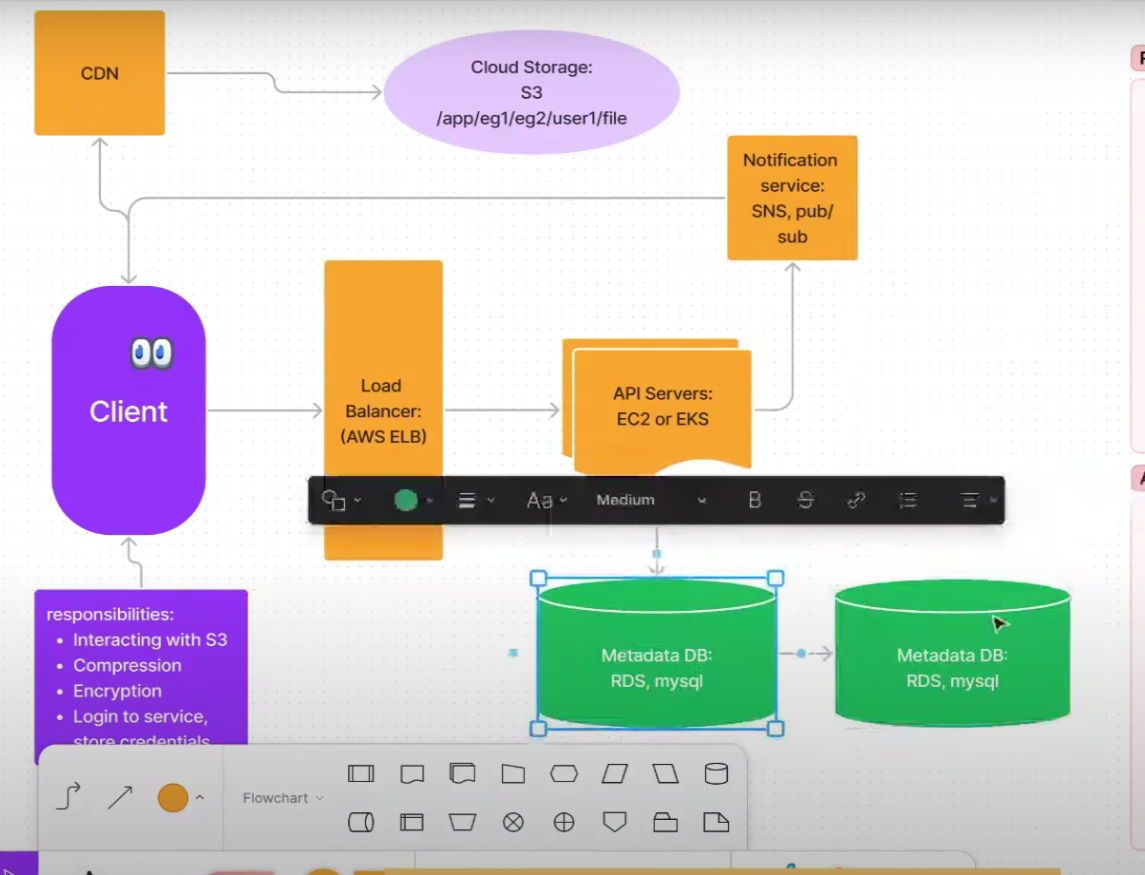 CDN
Cloud Storage:
S3
/app/eg1/eg2/user1/file
Notification
service:
SNS, pub/
sub
Client
Load
Balancer:
(AWS ELB)
API Servers:
EC2 or EKS
Aa
Medium
B
S
Metadata DB:
RDS, mysql
Metadata DB:
RDS, mysql
responsibilities:
• Interacting with S3
• Compression
• Encryption
• Login to service,
store credentials
Flowchart